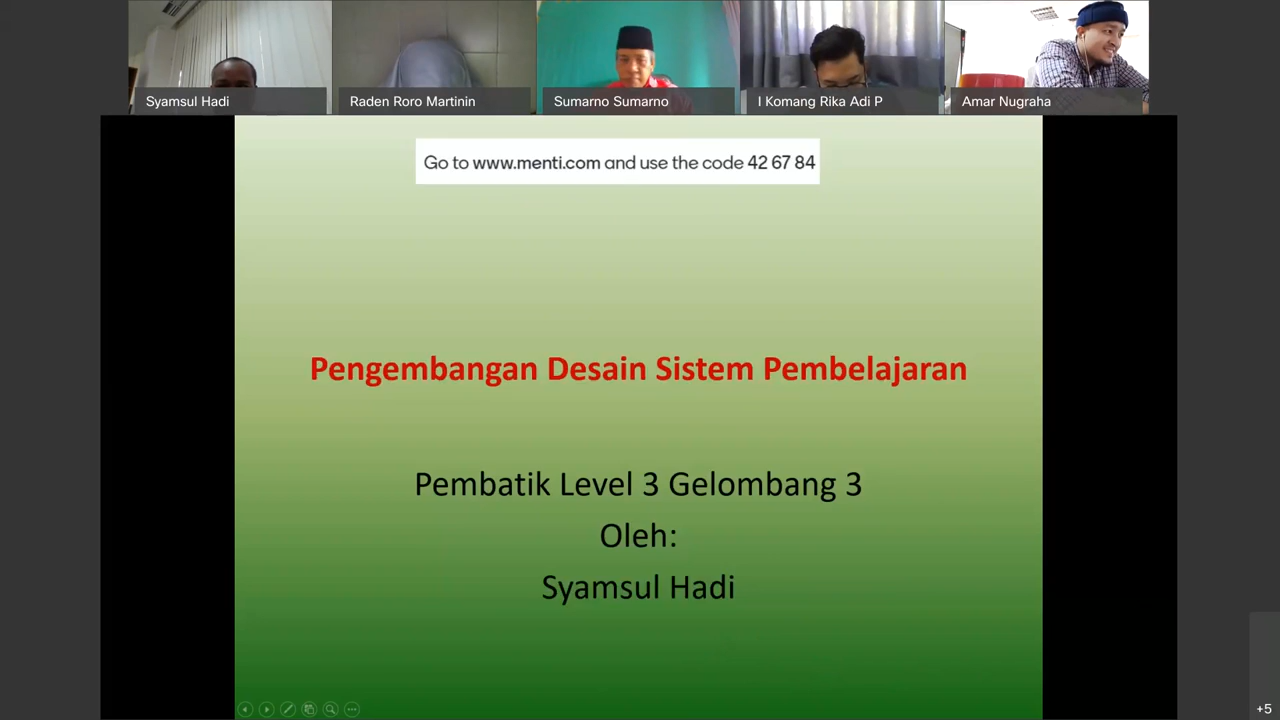 Syamsul Hadi
Raden Roro Martinin
Sumarno Sumarno
I Komang Rika Adi P
Amar Nugraha
Go to www.menti.com and use the code 42 67 84
Pengembangan Desain Sistem Pembelajaran
Pembatik Level 3 Gelombang 3
Oleh:
Syamsul Hadi
+5